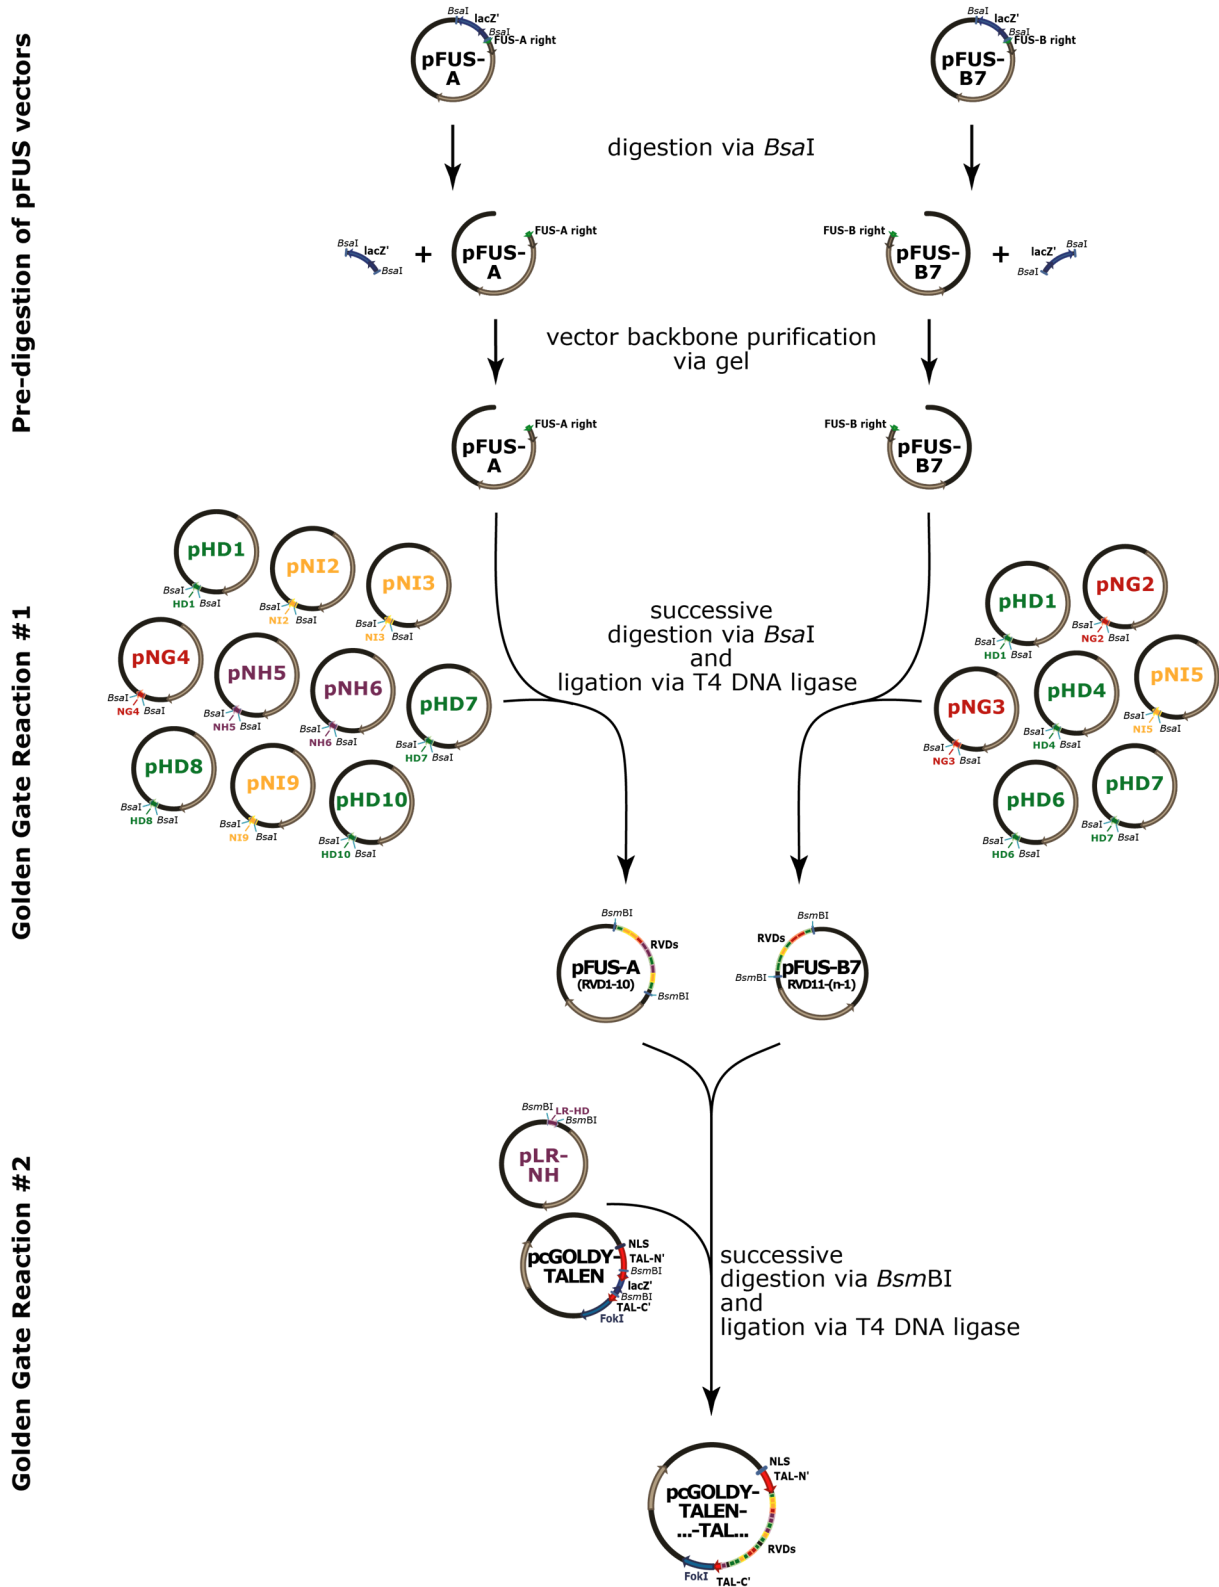 Pre-digestion of pFUS vectors
BsaI
lacZ'
BsaI
FUS-A right
pFUS-
A
BsaI
lacZ'
BsaI
FUS-B right
pFUS-
B7
digestion via BsaI
BsaI
lacZ'
BsaI
+
FUS-A right
pFUS-
A
FUS-B right
pFUS-
B7
+
BsaI
lacZ'
BsaI
vector backbone purification
via gel
FUS-A right
pFUS-
A
FUS-B right
pFUS-
B7
Golden Gate Reaction #1
pHD1
BsaI
BsaI
HD1
pNI2
BsaI
BsaI
NI2
pNI3
BsaI
BsaI
NI3
pNG4
BsaI
BsaI
NG4
pNH5
BsaI
BsaI
NH5
pNH6
BsaI
BsaI
NH6
pHD7
BsaI
BsaI
HD7
pHD8
BsaI
BsaI
HD8
pNI9
BsaI
BsaI
NI9
pHD10
BsaI
BsaI
HD10
successive
digestion via BsaI
and
ligation via T4 DNA ligase
pHD1
BsaI
BsaI
HD1
pNG2
BsaI
BsaI
NG2
pNG3
BsaI
BsaI
NG3
pHD4
BsaI
BsaI
HD4
pNI5
BsaI
BsaI
NI5
pHD6
BsaI
BsaI
HD6
pHD7
BsaI
BsaI
HD7
BsmBI
RVDs
pFUS-A
(RVD1-10)
BsmBI
BsmBI
RVDs
pFUS-B7
BsmBI
RVD11-(n-1)
Golden Gate Reaction #2
BsmBI
LR-HD
BsmBI
pLR-
NH
pcGOLDY-
TALEN
NLS
TAL-N'
BsmBI
lacZ'
BsmBI
TAL-C'
FokI
successive
digestion via BsmBI
and
ligation via T4 DNA ligase
NLS
TAL-N'
pcGOLDY-
TALEN-
...-TAL...
RVDs
FokI
TAL-C'